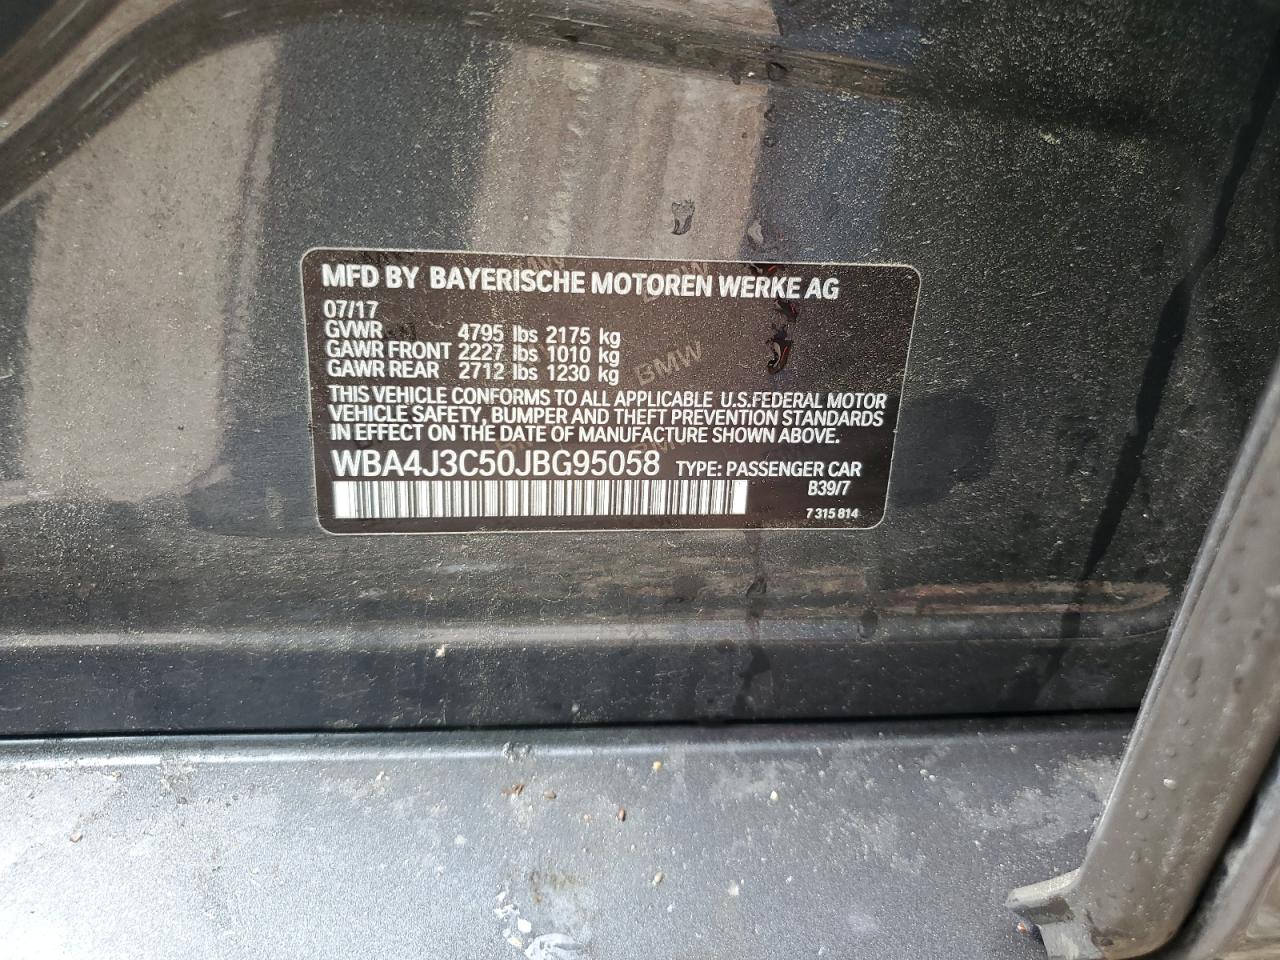 MFD BY BAYERISCHE MOTOREN WERKE AG
07/17
GVWR 4795 lbs 2175 kg
GAWR FRONT 2227 lbs 1010 kg
GAWR REAR 2712 lbs 1230 kg
THIS VEHICLE CONFORMS TO ALL APPLICABLE U.S.FEDERAL MOTOR
VEHICLE SAFETY, BUMPER AND THEFT PREVENTION STANDARDS
IN EFFECT ON THE DATE OF MANUFACTURE SHOWN ABOVE.
WBA4J3C50JBG95058 TYPE: PASSENGER CAR
B39/7
7 315 814
BMW